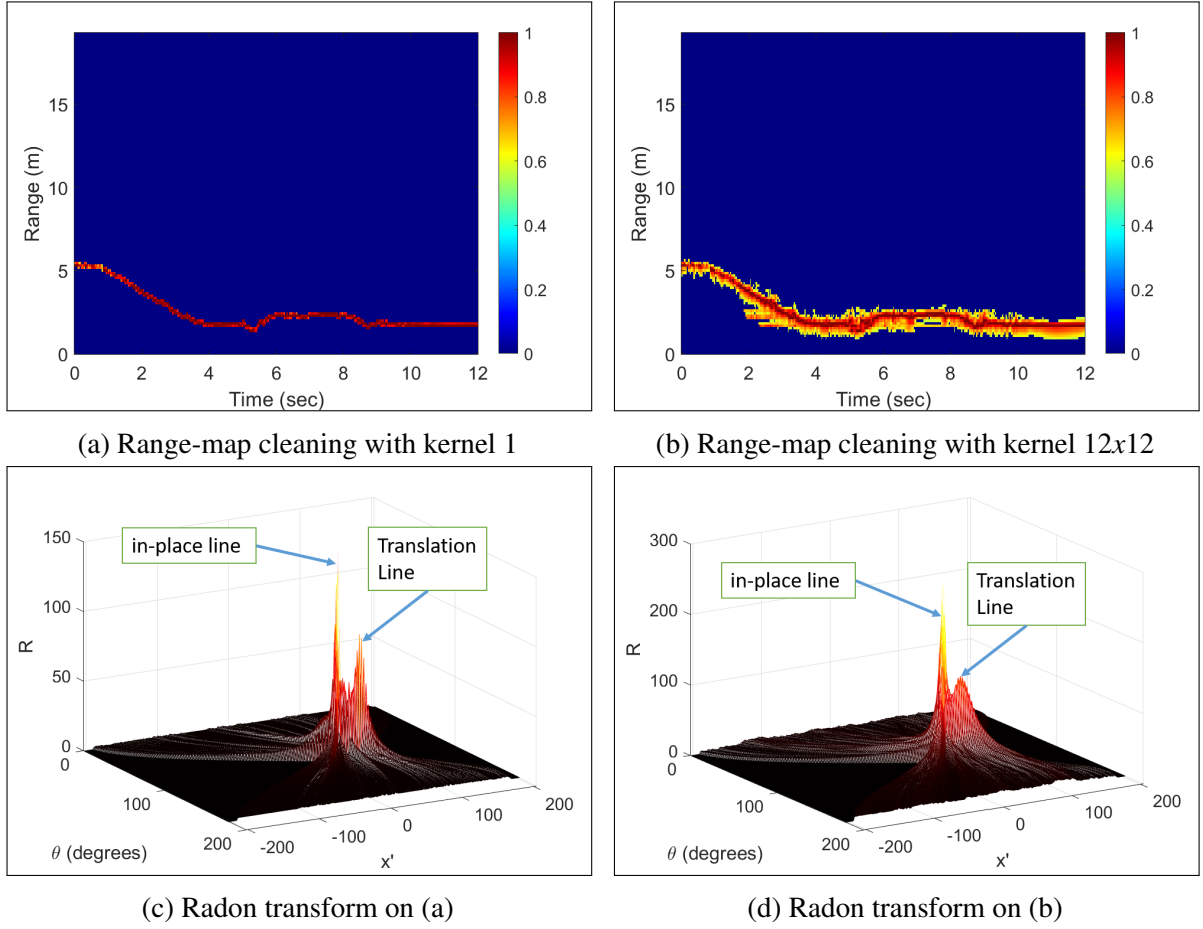 1
15
0.8
Range (m)
10
0.6
0.4
5
0.2
0
0
0 2 4 6 8 10 12
Time (sec)
(a) Range-map cleaning with kernel 1
1
15
0.8
Range (m)
10
0.6
0.4
5
0.2
0
0
0 2 4 6 8 10 12
Time (sec)
(b) Range-map cleaning with kernel 12x12
150
in-place line
Translation
Line
100
R
50
0
0
100
200
θ (degrees)
-200
-100
0
100
200
x'
(c) Radon transform on (a)
300
in-place line
Translation
Line
200
R
100
0
0
100
200
θ (degrees)
-200
-100
0
100
200
x'
(d) Radon transform on (b)